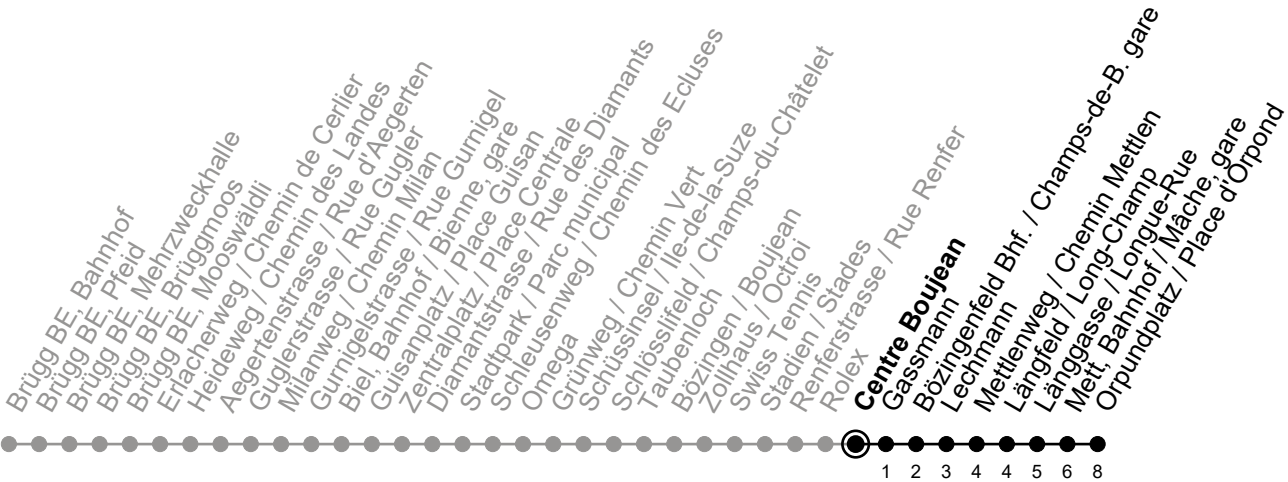 Brügg BE, Bahnhof
Brügg BE, Pfeid
Brügg BE, Mehrzweckhalle
Brügg BE, Brüggmoos
Brügg BE, Mooswäldli
Erlacherweg / Chemin de Cerlier
Heideweg / Chemin des Landes
Aegertenstrasse / Rue d'Aegerten
Guglerstrasse / Rue Gugler
Milanweg / Chemin Milan
Gurnigelstrasse / Rue Gurnigel
Biel, Bahnhof / Bienne, gare
Guisanplatz / Place Guisan
Zentralplatz / Place Centrale
Diamantstrasse / Rue des Diamants
Stadtpark / Parc municipal
Schleusenweg / Chemin des Ecluses
Omega
Grünweg / Chemin Vert
Schüssinsel / Ile-de-la-Suze
Schlösslifeld / Champs-du-Châtelet
Taubenloch
Bözingen / Boujean
Zollhaus / Octroi
Swiss Tennis
Stadien / Stades
Renferstrasse / Rue Renfer
Rolex
Centre Boujean
Gassmann
Bözingenfeld Bhf. / Champs-de-B. gare
Lechmann
Mettlenweg / Chemin Mettlen
Längfeld / Long-Champ
Länggasse / Longue-Rue
Mett, Bahnhof / Mâche, gare
Orpundplatz / Place d'Orpond
1 2 3 4 4 5 6 8